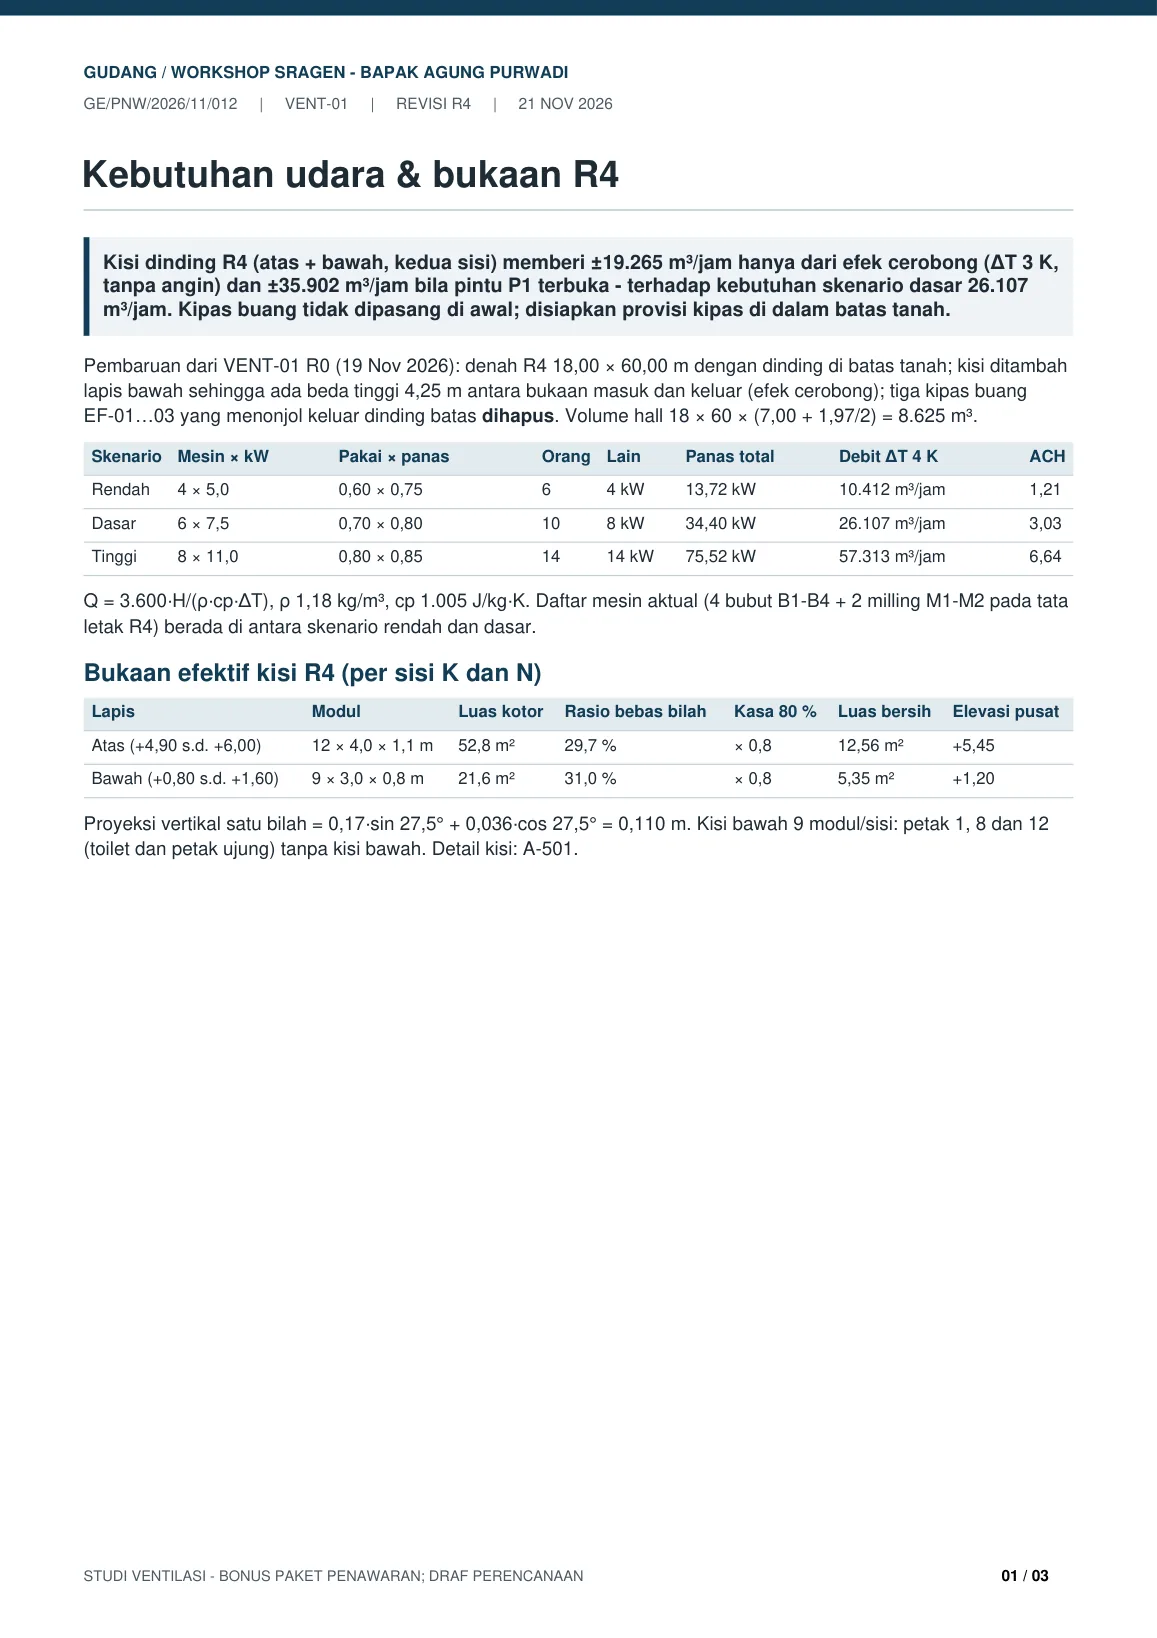 GUDANG / WORKSHOP SRAGEN - BAPAK AGUNG PURWADI
GE/PNW/2026/11/012 | VENT-01 | REVISI R4 | 21 NOV 2026
Kebutuhan udara & bukaan R4
Kisi dinding R4 (atas + bawah, kedua sisi) memberi ±19.265 m³/jam hanya dari efek cerobong (ΔT 3 K,
tanpa angin) dan ±35.902 m³/jam bila pintu P1 terbuka - terhadap kebutuhan skenario dasar 26.107
m³/jam. Kipas buang tidak dipasang di awal; disiapkan provisi kipas di dalam batas tanah.
Pembaruan dari VENT-01 R0 (19 Nov 2026): denah R4 18,00 × 60,00 m dengan dinding di batas tanah; kisi ditambah
lapis bawah sehingga ada beda tinggi 4,25 m antara bukaan masuk dan keluar (efek cerobong); tiga kipas buang
EF-01…03 yang menonjol keluar dinding batas dihapus. Volume hall 18 × 60 × (7,00 + 1,97/2) = 8.625 m³.
Skenario Mesin × kW Pakai × panas Orang Lain Panas total Debit ΔT 4 K ACH
Rendah 4 × 5,0 0,60 × 0,75 6 4 kW 13,72 kW 10.412 m³/jam 1,21
Dasar 6 × 7,5 0,70 × 0,80 10 8 kW 34,40 kW 26.107 m³/jam 3,03
Tinggi 8 × 11,0 0,80 × 0,85 14 14 kW 75,52 kW 57.313 m³/jam 6,64
Q = 3.600·H/(ρ·cp·ΔT), ρ 1,18 kg/m³, cp 1.005 J/kg·K. Daftar mesin aktual (4 bubut B1-B4 + 2 milling M1-M2 pada tata
letak R4) berada di antara skenario rendah dan dasar.
Bukaan efektif kisi R4 (per sisi K dan N)
Lapis Modul Luas kotor Rasio bebas bilah Kasa 80 % Luas bersih Elevasi pusat
Atas (+4,90 s.d. +6,00) 12 × 4,0 × 1,1 m 52,8 m² 29,7 % × 0,8 12,56 m² +5,45
Bawah (+0,80 s.d. +1,60) 9 × 3,0 × 0,8 m 21,6 m² 31,0 % × 0,8 5,35 m² +1,20
Proyeksi vertikal satu bilah = 0,17·sin 27,5° + 0,036·cos 27,5° = 0,110 m. Kisi bawah 9 modul/sisi: petak 1, 8 dan 12
(toilet dan petak ujung) tanpa kisi bawah. Detail kisi: A-501.
STUDI VENTILASI - BONUS PAKET PENAWARAN; DRAF PERENCANAAN 01 / 03